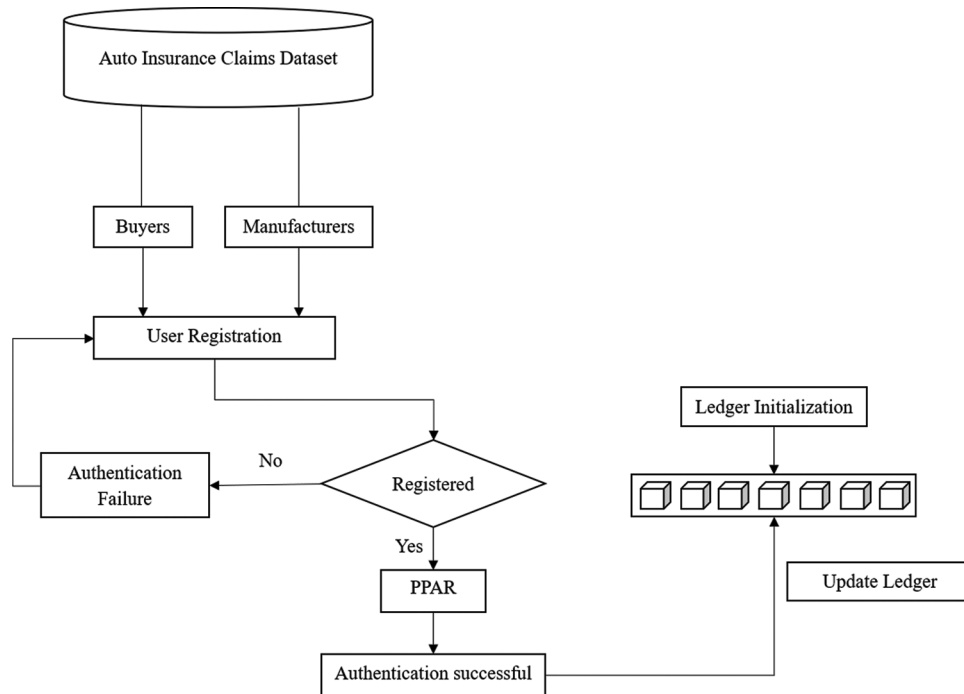 Auto Insurance Claims Dataset
Buyers
Manufacturers
User Registration
Ledger Initialization
No
Authentication
Failure
Registered
Yes
PPAR
Update Ledger
Authentication successful